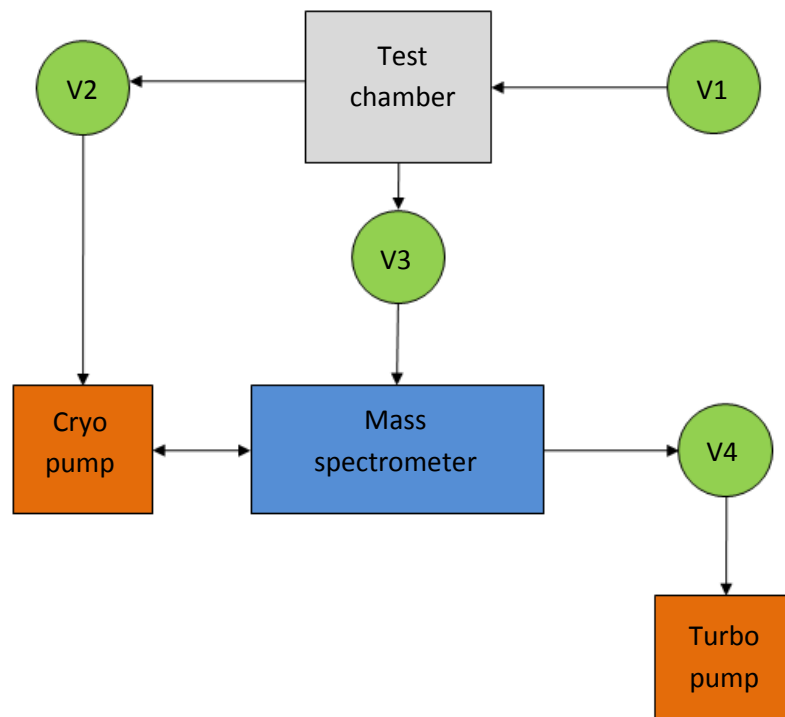 V2
Test
chamber
V1
V3
Cryo
pump
Mass
spectrometer
V4
Turbo
pump